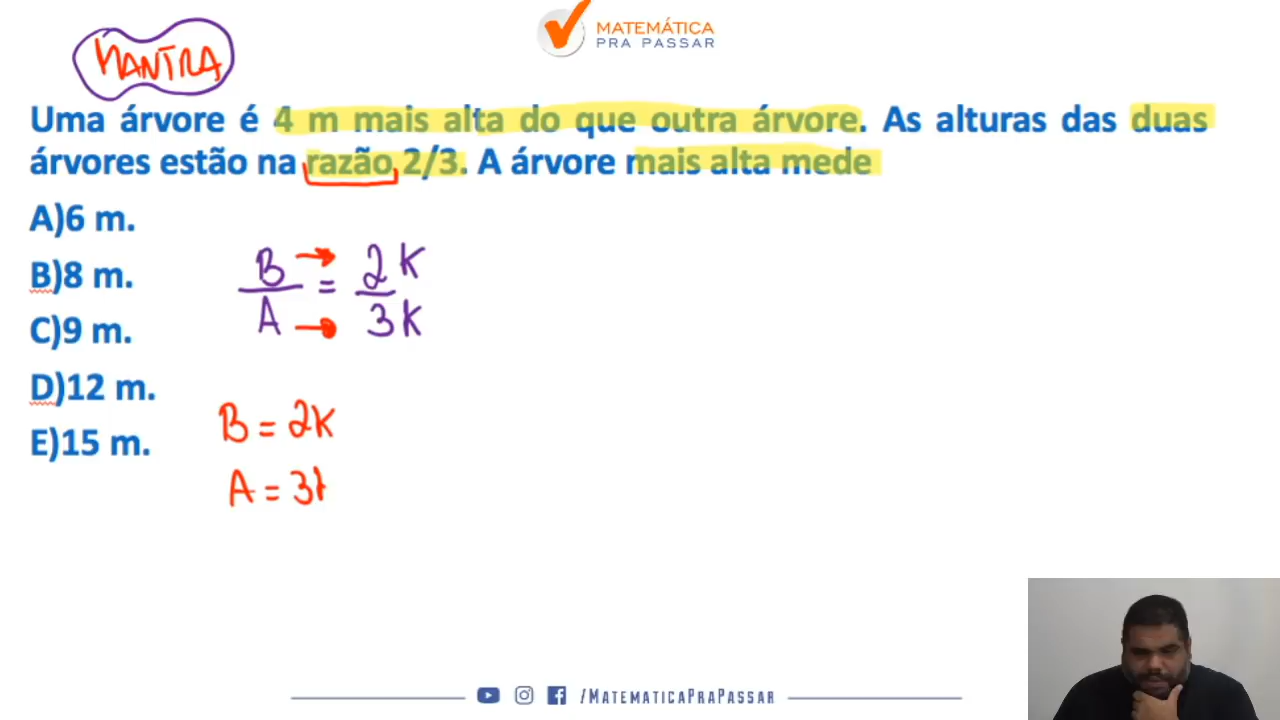 MANTRA
MATEMÁTICA
PRA PASSAR
Uma árvore é 4 m mais alta do que outra árvore. As alturas das duas
árvores estão na razão 2/3. A árvore mais alta mede
A)6 m.
B)8 m.
C)9 m.
D)12 m.
E)15 m.
B → = 2K
A → 3K
B = 2K
A = 3k
/MATEMATICAPRAPASSAR